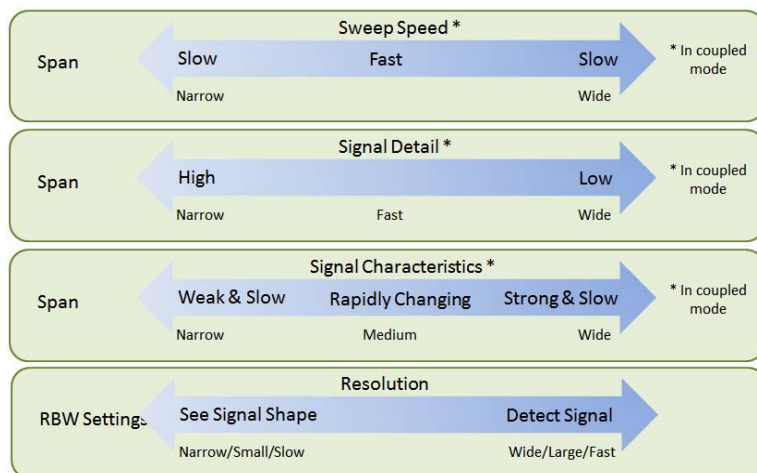 Sweep Speed *
Span Slow Fast Slow * In coupled
mode
Narrow Wide
Signal Detail *
Span High Low * In coupled
mode
Narrow Fast Wide
Signal Characteristics *
Span Weak & Slow Rapidly Changing Strong & Slow * In coupled
mode
Narrow Medium Wide
Resolution
RBW Settings See Signal Shape Detect Signal
Narrow/Small/Slow Wide/Large/Fast